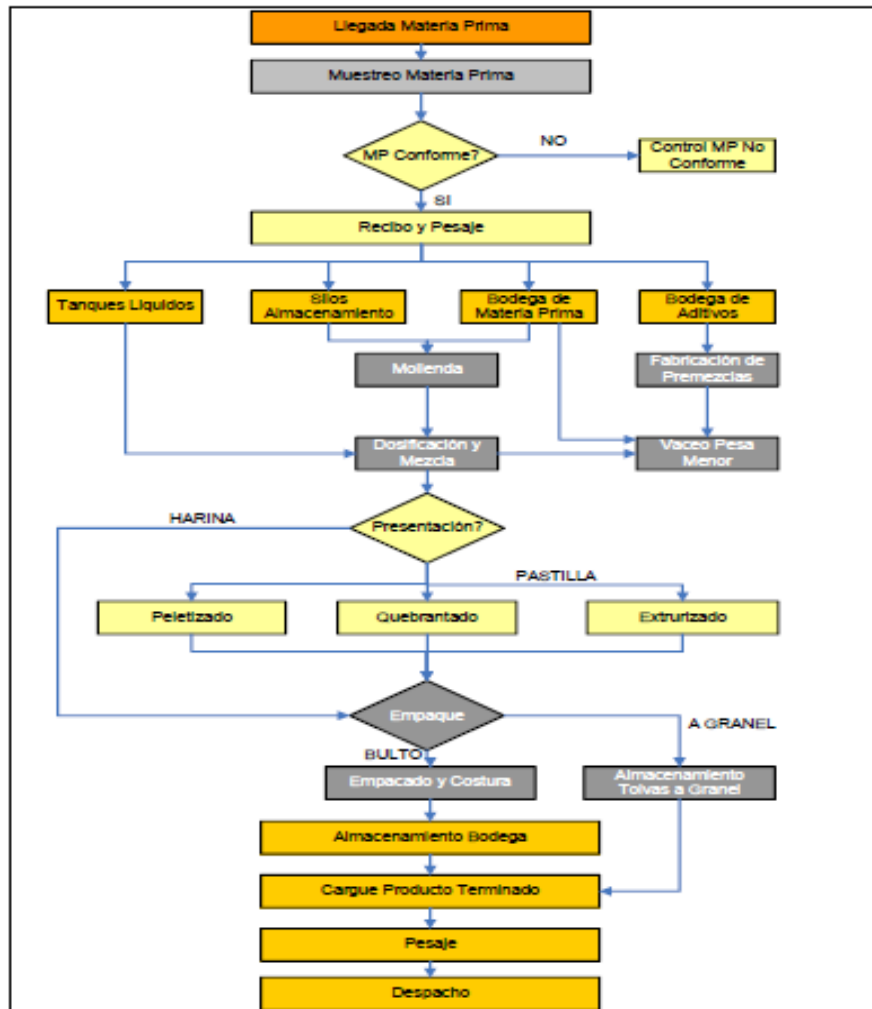 Llegada Materia Prima
Muestreo Materia Prima
MP Conforme?
NO
Control MP No
Conforme
SI
Recibo y Pesaje
Tanques Liquidos
Silos
Almacenamiento
Bodega de
Materia Prima
Bodega de
Aditivos
Molienda
Fabricación de
Premezclas
Dosificación y
Mezcla
Vaceo Pesa
Menor
HARINA
Presentación?
PASTILLA
Peletizado
Quebrantado
Extrurizado
Empaque
A GRANEL
BULTO
Empacado y Costura
Almacenamiento
Tolvas a Granel
Almacenamiento Bodega
Cargue Producto Terminado
Pesaje
Despacho